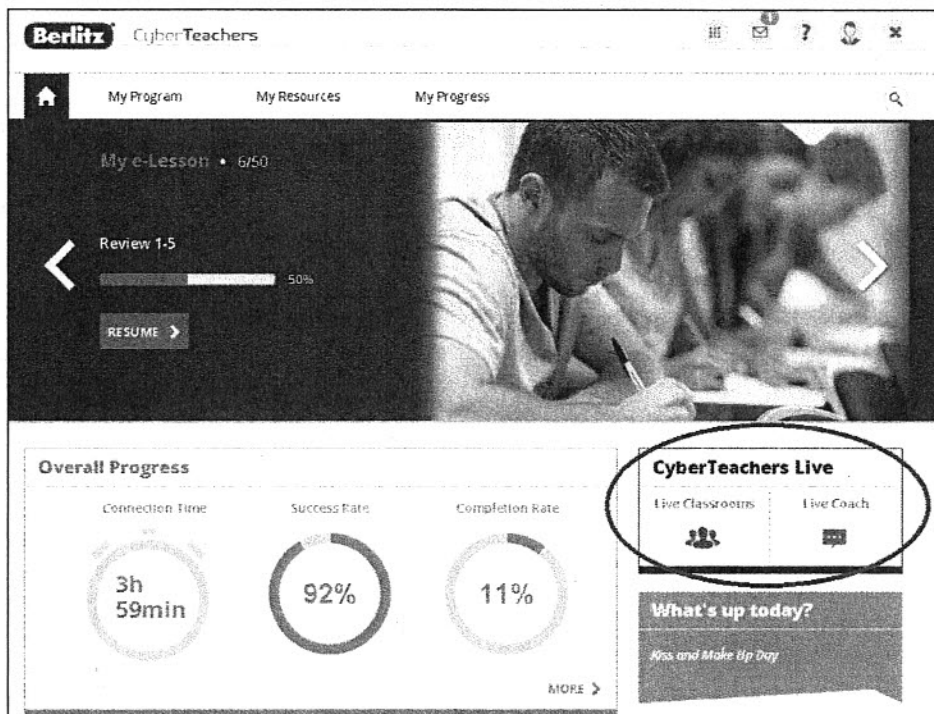 Berlitz CyberTeachers
1
?
My Program My Resources My Progress
My e-Lesson • 6/50
Review 1-5
50%
RESUME
Overall Progress
Connection Time Success Rate Completion Rate
3h
59min
92%
11%
MORE
CyberTeachers Live
Live Classrooms Live Coach
What's up today?
Kiss and Make Up Day